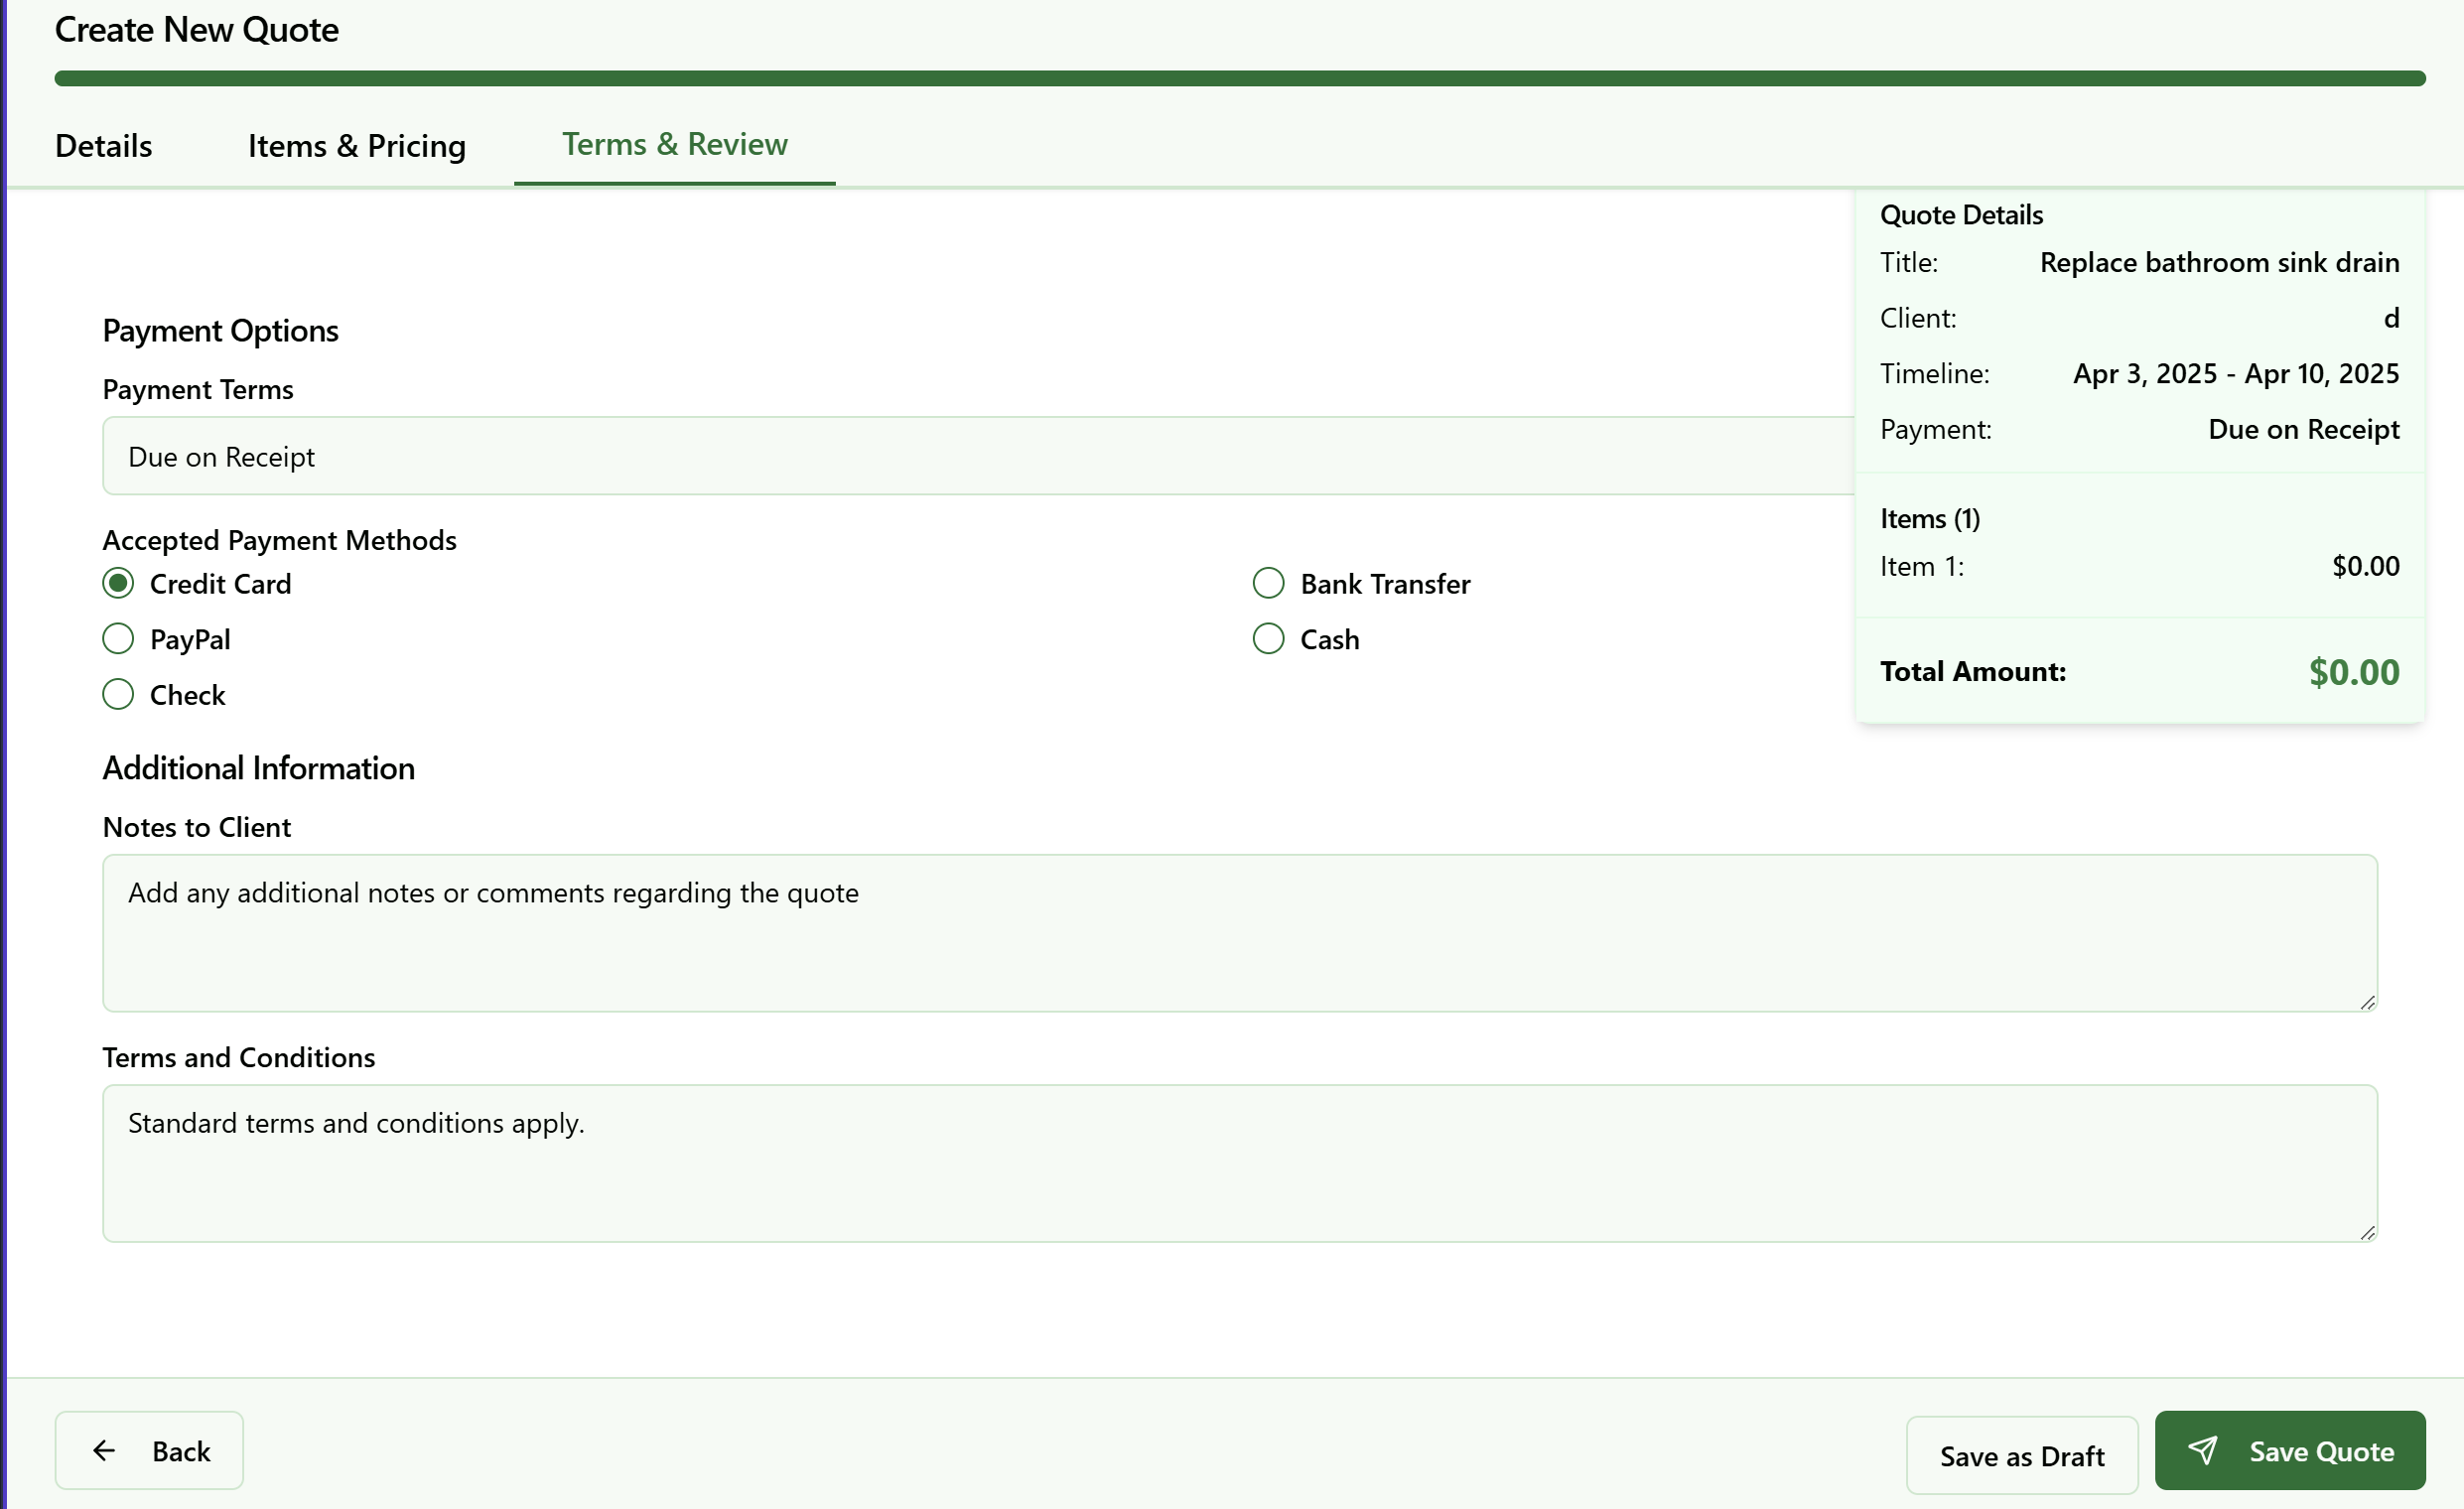 Create New Quote
Details
Items & Pricing
Terms & Review
Payment Options
Payment Terms
Due on Receipt
Accepted Payment Methods
Credit Card
Bank Transfer
PayPal
Cash
Check
Quote Details
Title: Replace bathroom sink drain
Client: d
Timeline: Apr 3, 2025 - Apr 10, 2025
Payment: Due on Receipt
Items (1)
Item 1: $0.00
Total Amount: $0.00
Additional Information
Notes to Client
Add any additional notes or comments regarding the quote
Terms and Conditions
Standard terms and conditions apply.
Back
Save as Draft
Save Quote